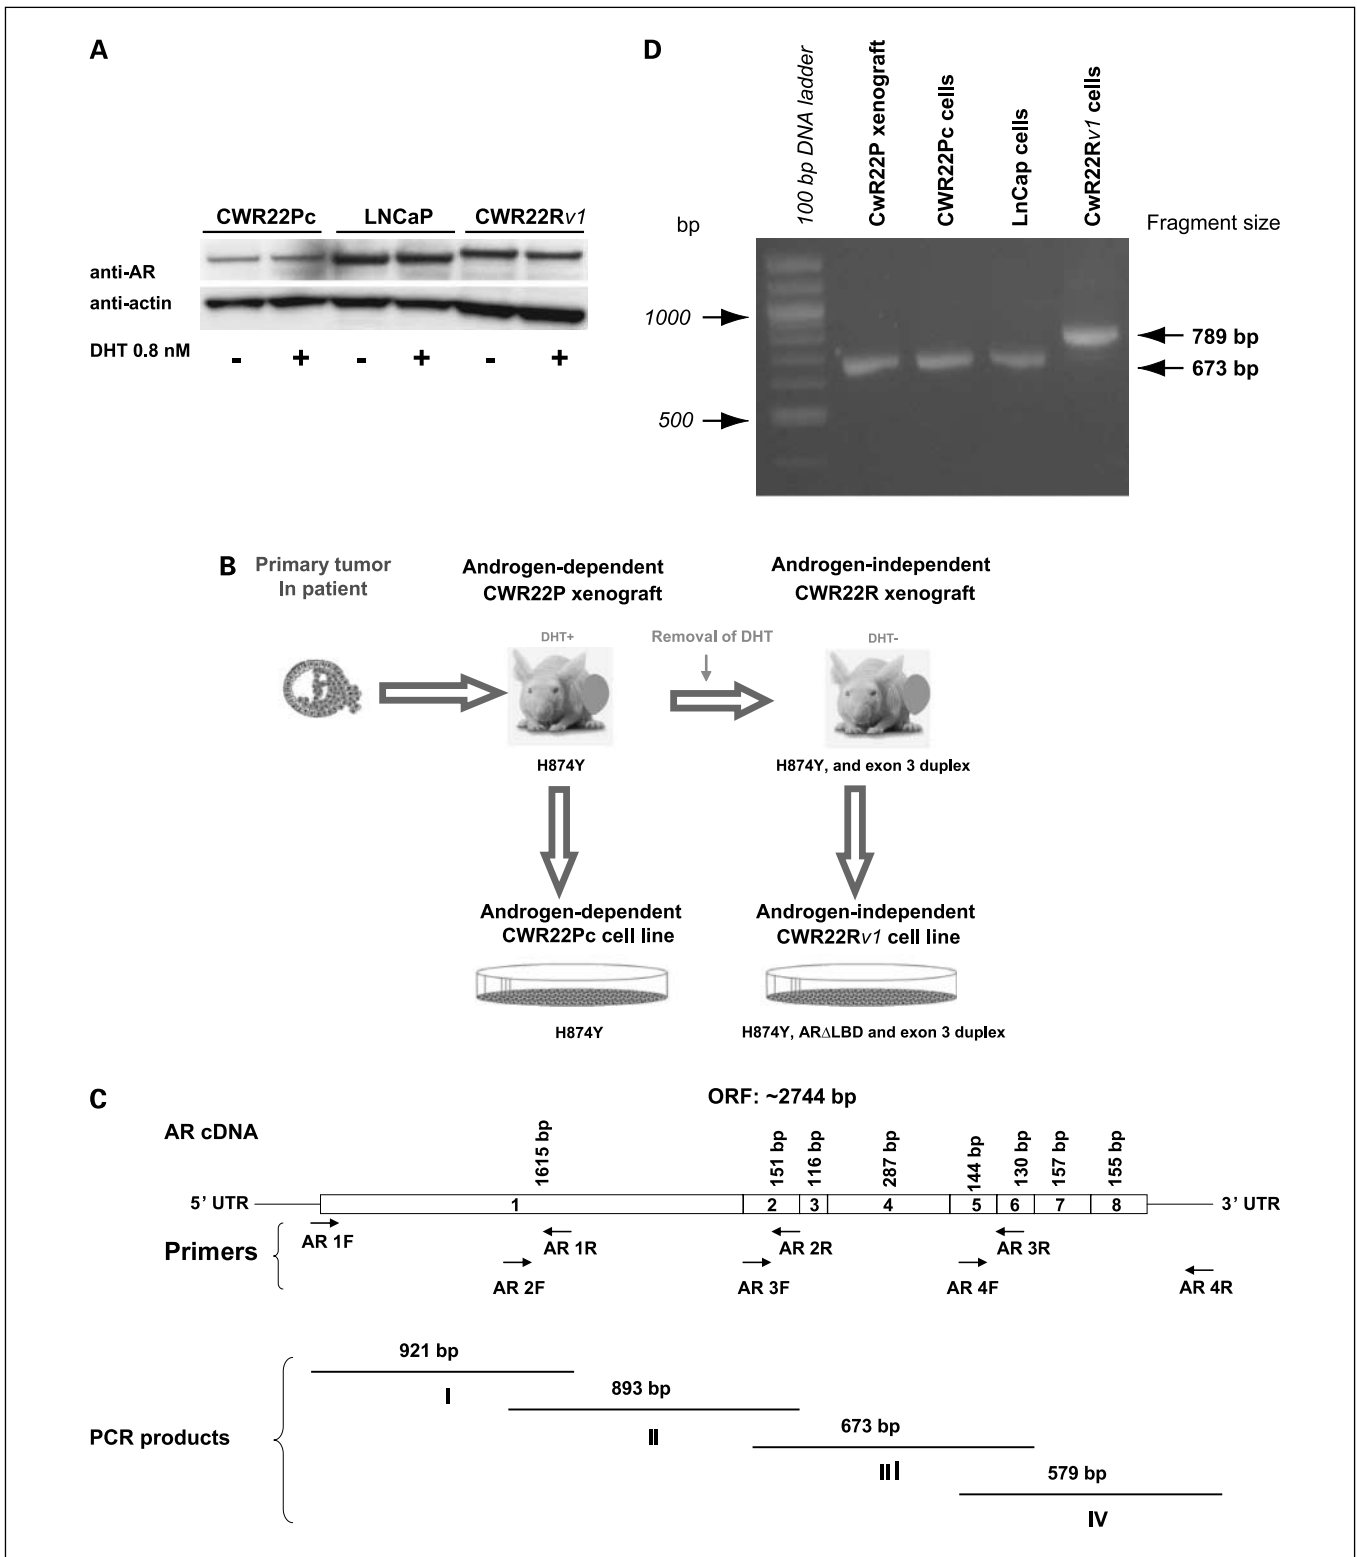 A
CWR22Pc LNCaP CWR22Rv1
anti-AR
anti-actin
DHT 0.8 nM - + - + - +
D
100 bp DNA ladder
CwR22P xenograft
CWR22Pc cells
LnCap cells
CwR22Rv1 cells
bp
Fragment size
1000
789 bp
673 bp
500
B
Primary tumor
In patient
Androgen-dependent
CWR22P xenograft
Androgen-independent
CWR22R xenograft
DHT+
Removal of DHT
DHT-
H874Y
H874Y, and exon 3 duplex
Androgen-dependent
CWR22Pc cell line
Androgen-independent
CWR22Rv1 cell line
H874Y
H874Y, AR∆LBD and exon 3 duplex
C
ORF: ~2744 bp
AR cDNA
1615 bp
151 bp
116 bp
287 bp
144 bp
130 bp
157 bp
155 bp
5' UTR 1 2 3 4 5 6 7 8 3' UTR
Primers
AR 1F
AR 1R
AR 2R
AR 3R
AR 2F
AR 3F
AR 4F
AR 4R
PCR products
921 bp
I
893 bp
II
673 bp
III
579 bp
IV